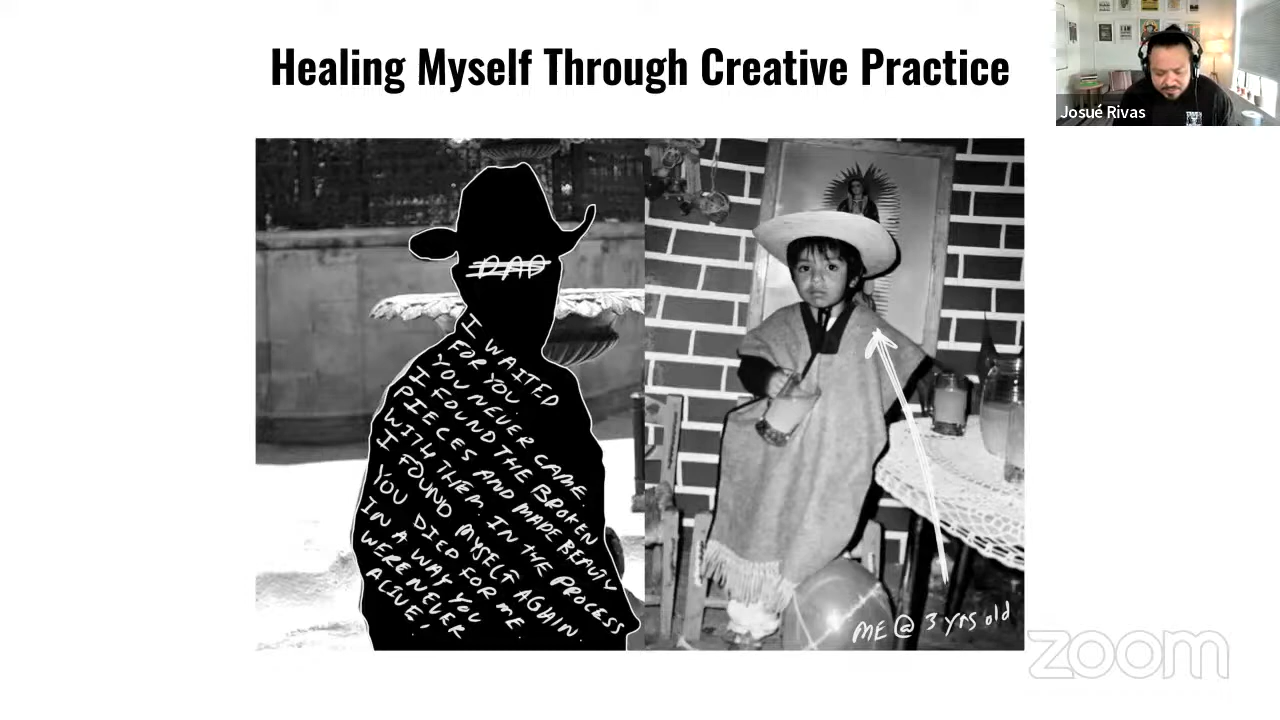 Healing Myself Through Creative Practice
Josué Rivas
DAD
I WAITED
FOR YOU.
YOU NEVER CAME.
I FOUND THE BROKEN
PIECES AND MADE BEAUTY
WITH THEM. IN THE PROCESS
I FOUND MYSELF AGAIN.
YOU DIED FOR ME.
IN A WAY YOU
WERE NEVER
ALIVE.
ME @ 3 yrs old
zoom